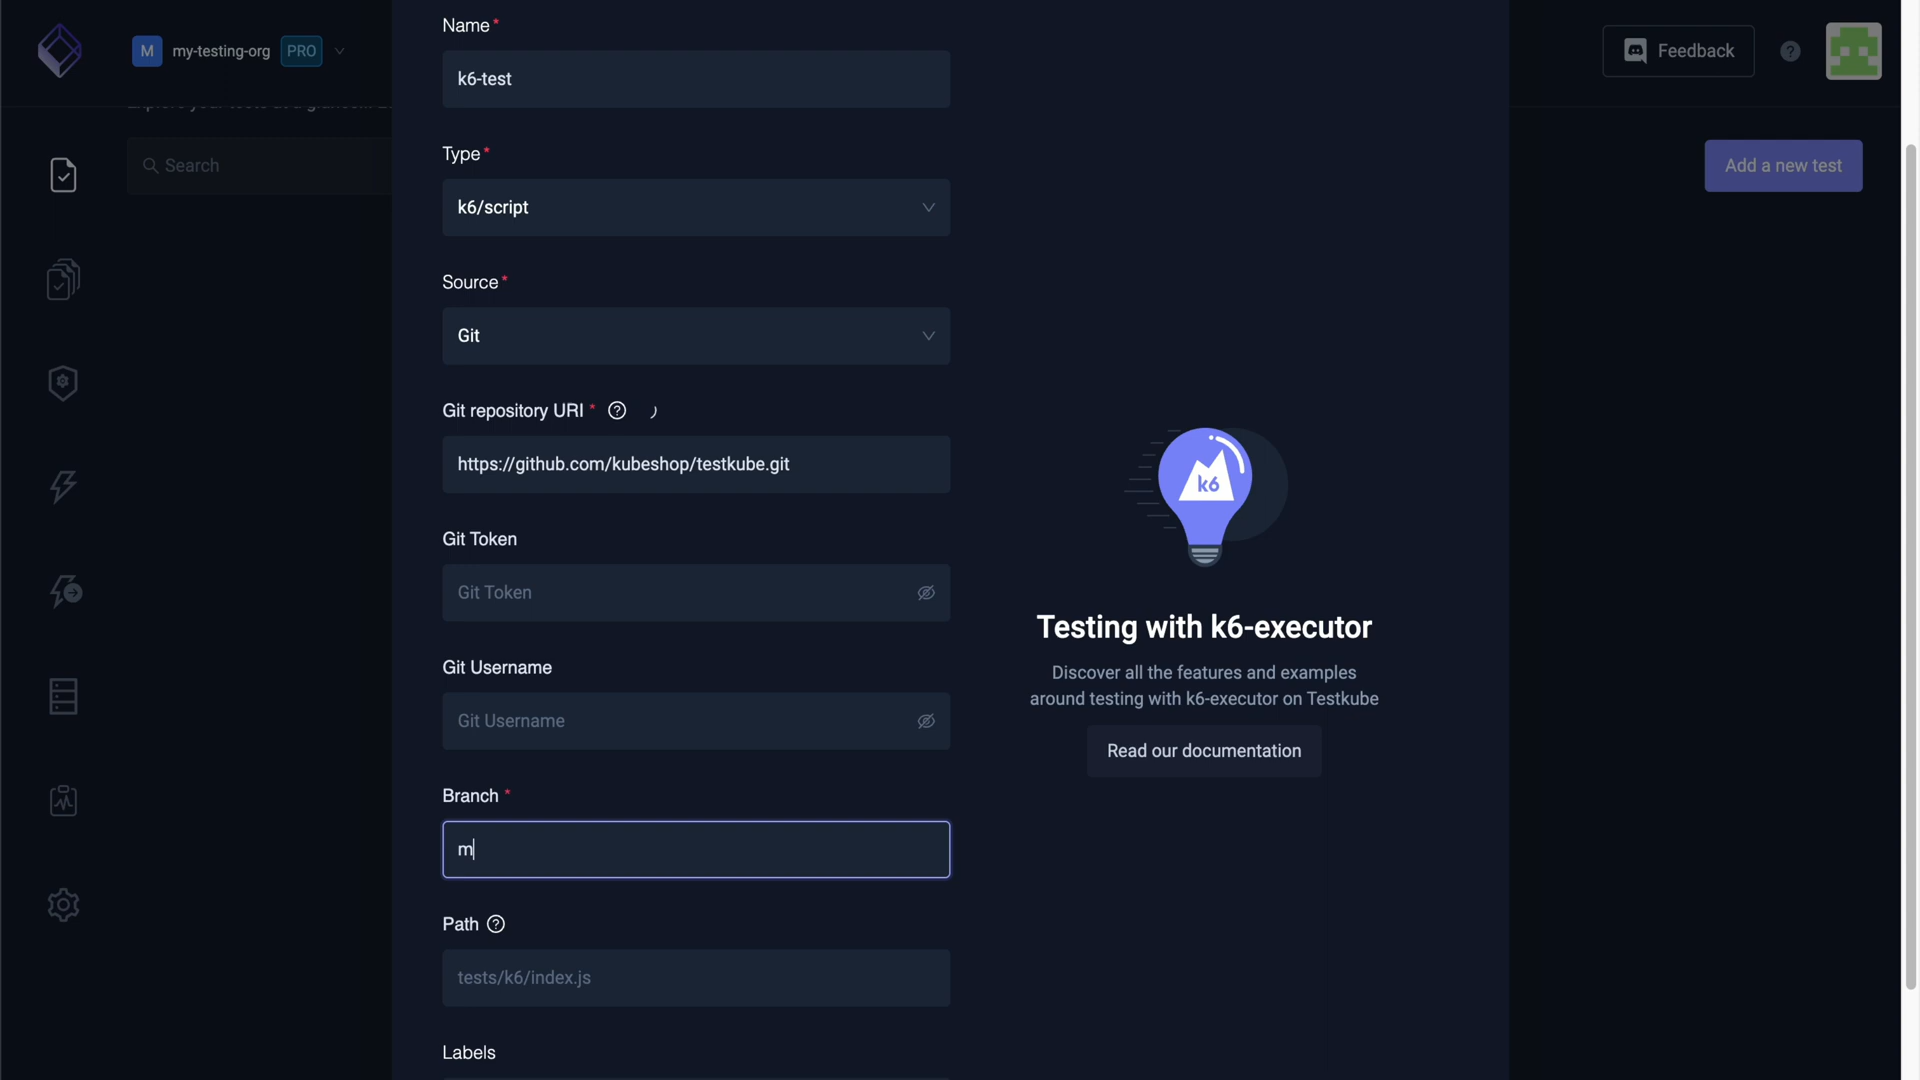 M my-testing-org PRO
Feedback
?
Search
Add a new test
Name*
k6-test
Type*
k6/script
Source*
Git
Git repository URI * ?
https://github.com/kubeshop/testkube.git
Git Token
Git Token
Git Username
Git Username
Branch *
m
Path ?
tests/k6/index.js
Labels
k6
Testing with k6-executor
Discover all the features and examples
around testing with k6-executor on Testkube
Read our documentation